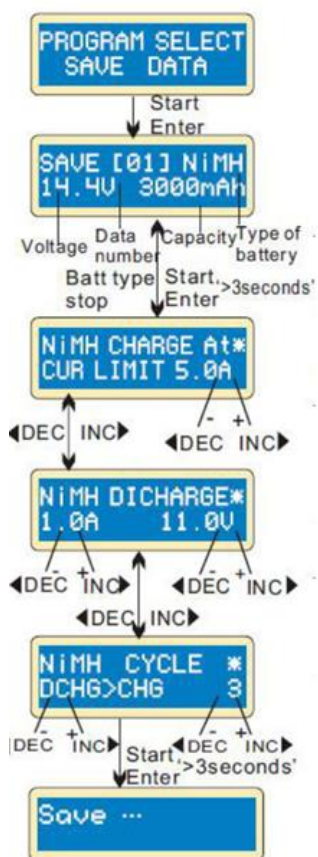 PROGRAM SELECT
SAVE DATA
Start
Enter
SAVE [01] NiMH
14.4V 3000mAh
Voltage Data number Capacity Type of battery
Batt type stop Start, Enter >3seconds'
NiMH CHARGE At*
CUR LIMIT 5.0A
- +
◀DEC INC▶ ◀DEC INC▶
NiMH DICHARGE*
1.0A 11.0V
- + - +
◀DEC INC▶ ◀DEC INC▶
◀DEC INC▶
NiMH CYCLE *
DCHG>CHG 3
- + - +
DEC INC▶ ◀DEC INC▶
Start, Enter >3seconds'
Save ...